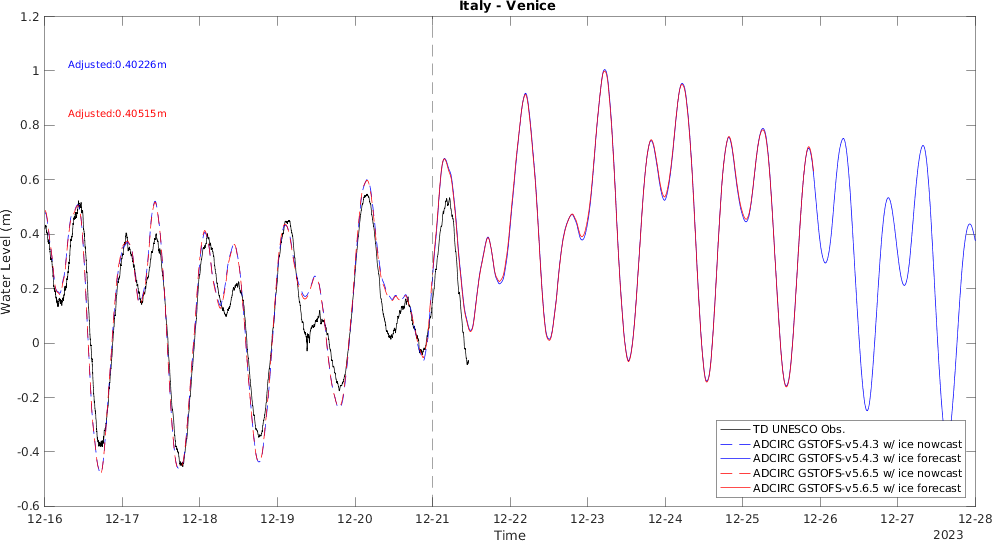 Italy - Venice
1.2
1
0.8
0.6
0.4
0.2
0
-0.2
-0.4
-0.6
Water Level (m)
Adjusted:0.40226m
Adjusted:0.40515m
TD UNESCO Obs.
ADCIRC GSTOFS-v5.4.3 w/ ice nowcast
ADCIRC GSTOFS-v5.4.3 w/ ice forecast
ADCIRC GSTOFS-v5.6.5 w/ ice nowcast
ADCIRC GSTOFS-v5.6.5 w/ ice forecast
12-16 12-17 12-18 12-19 12-20 12-21 12-22 12-23 12-24 12-25 12-26 12-27 12-28
Time
2023